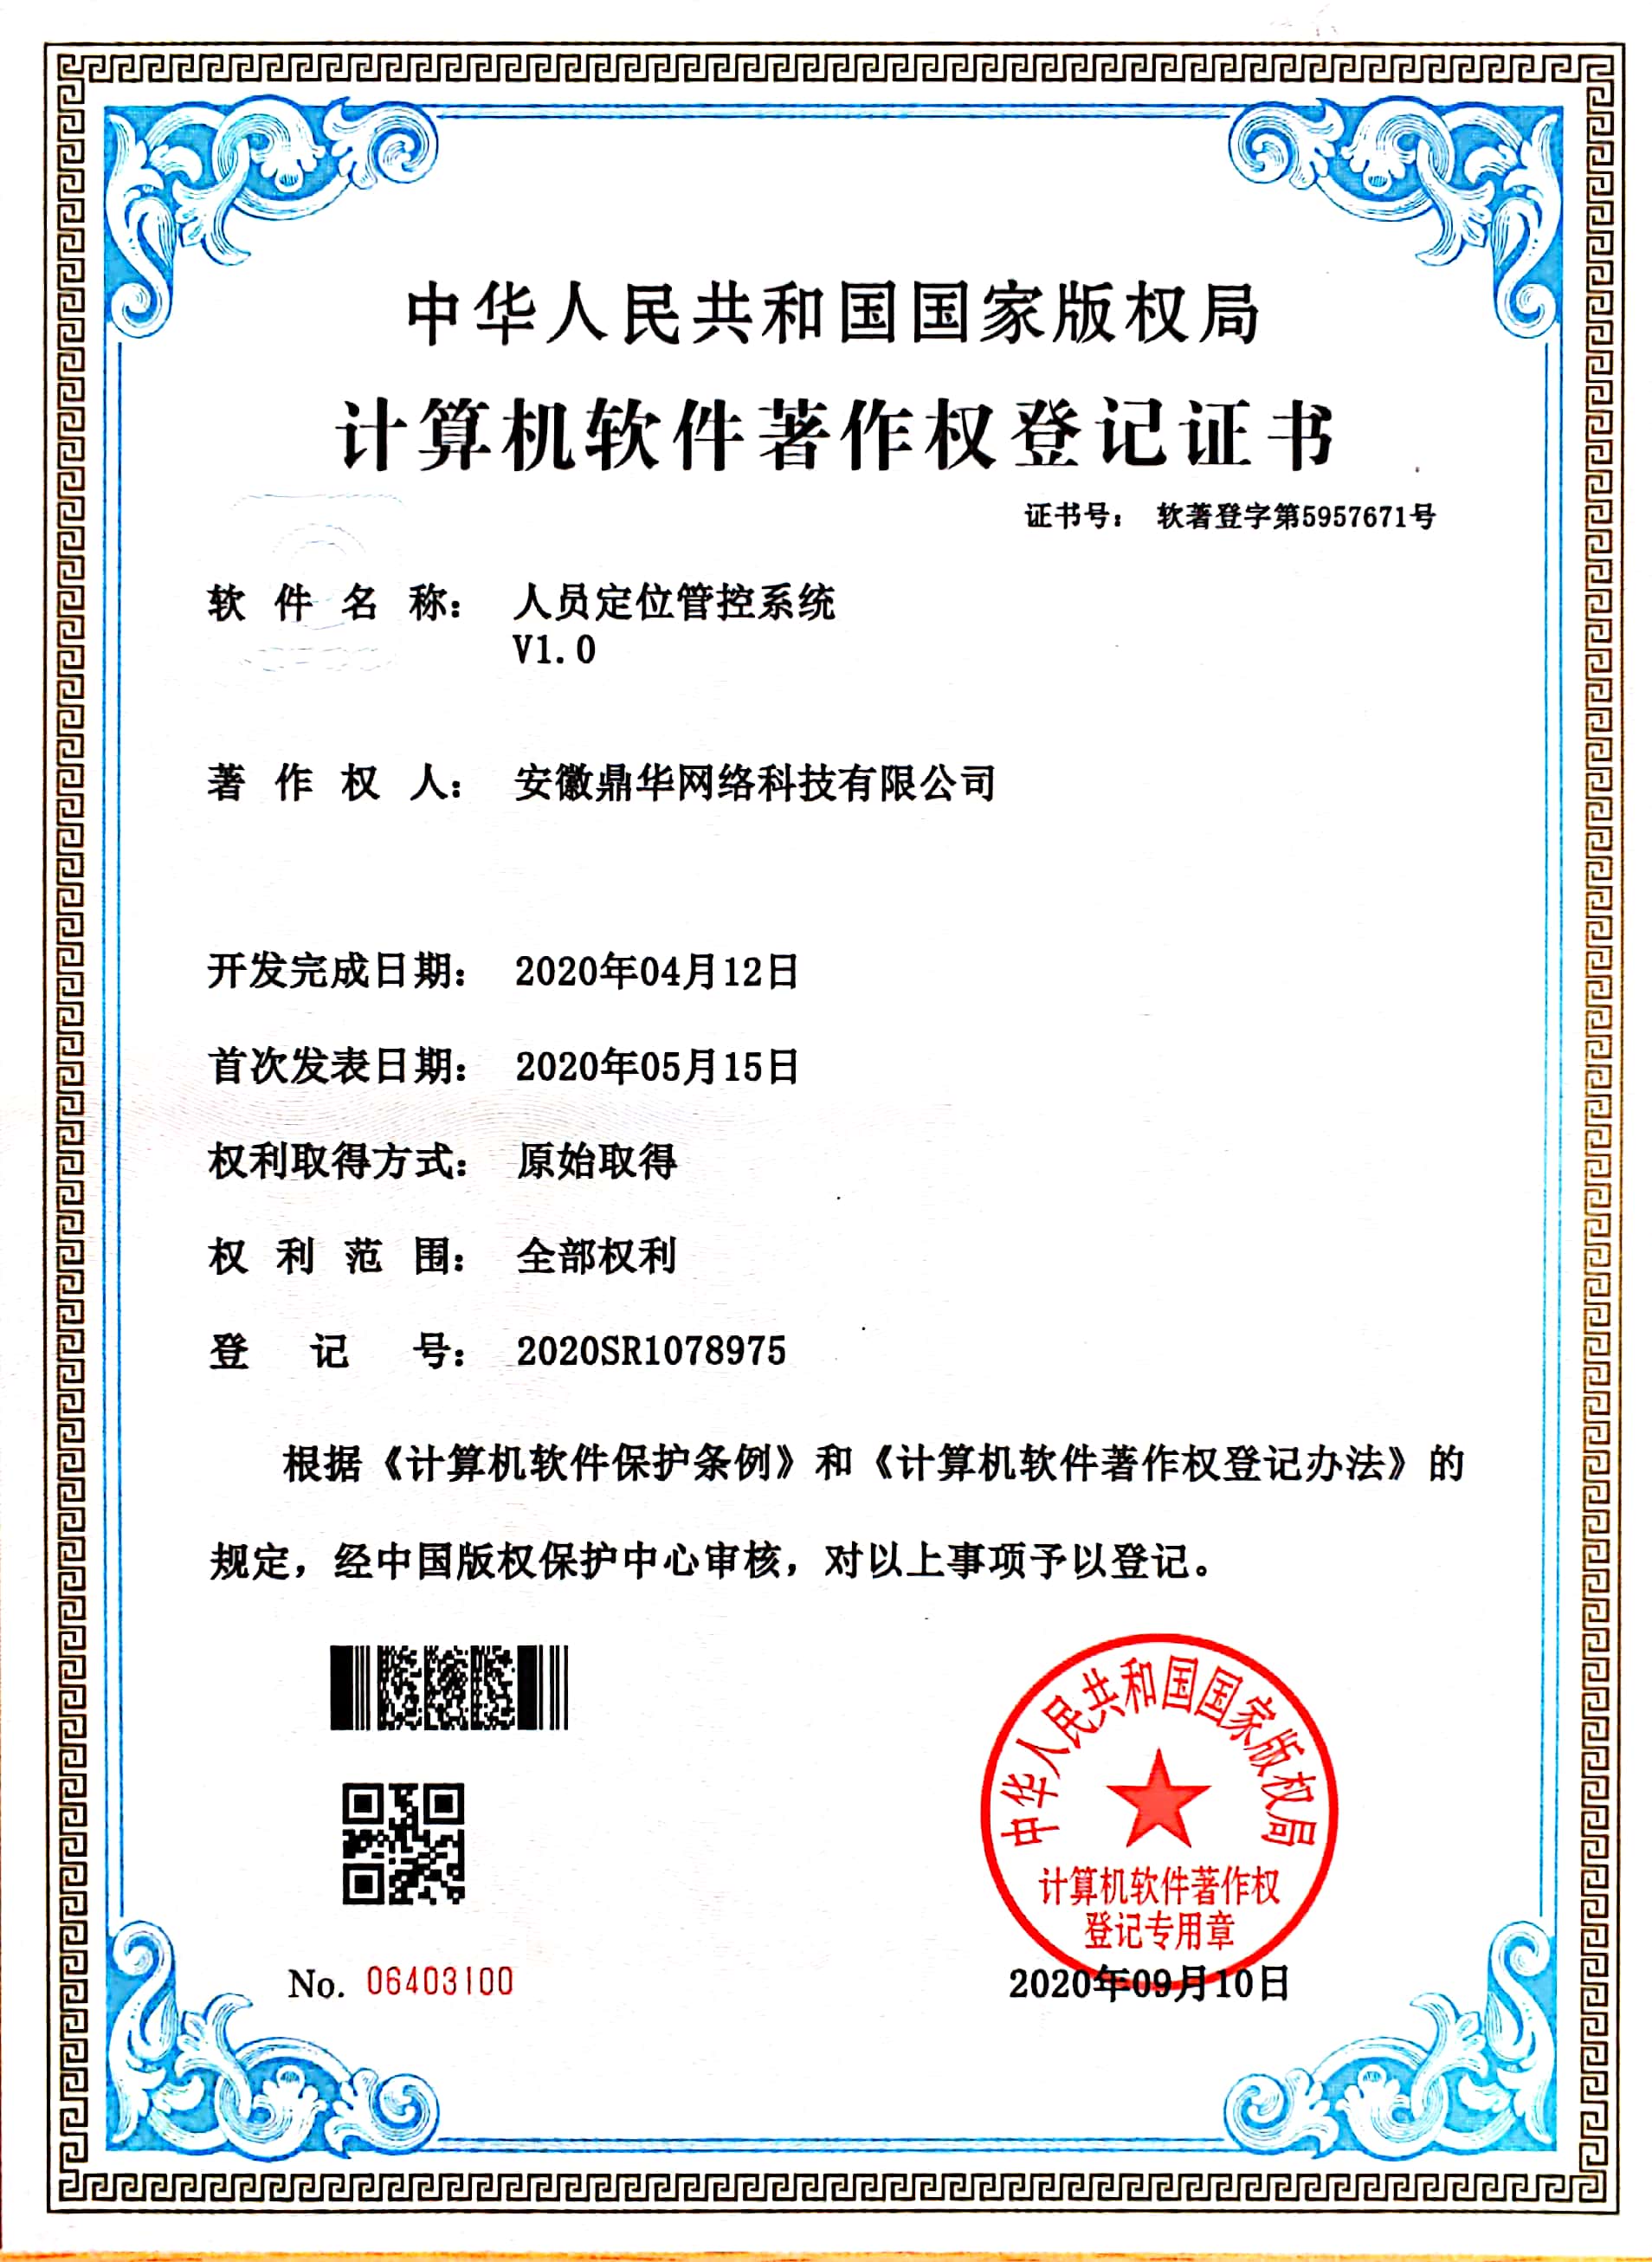 中华人民共和国国家版权局
计算机软件著作权登记证书
证书号： 软著登字第5957671号
软件名称： 人员定位管控系统
V1.0
著作权人： 安徽鼎华网络科技有限公司
开发完成日期： 2020年04月12日
首次发表日期： 2020年05月15日
权利取得方式： 原始取得
权利范围： 全部权利
登记号： 2020SR1078975
根据《计算机软件保护条例》和《计算机软件著作权登记办法》的
规定，经中国版权保护中心审核，对以上事项予以登记。
中华人民共和国国家版权局
计算机软件著作权
登记专用章
No. 06403100
2020年09月10日